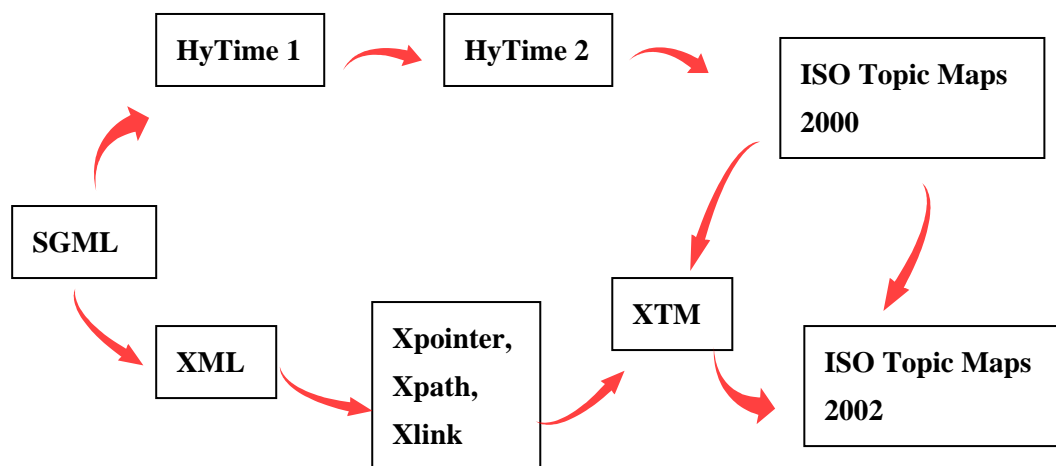 HyTime 1
HyTime 2
ISO Topic Maps
2000
SGML
XML
Xpointer,
Xpath,
Xlink
XTM
ISO Topic Maps
2002